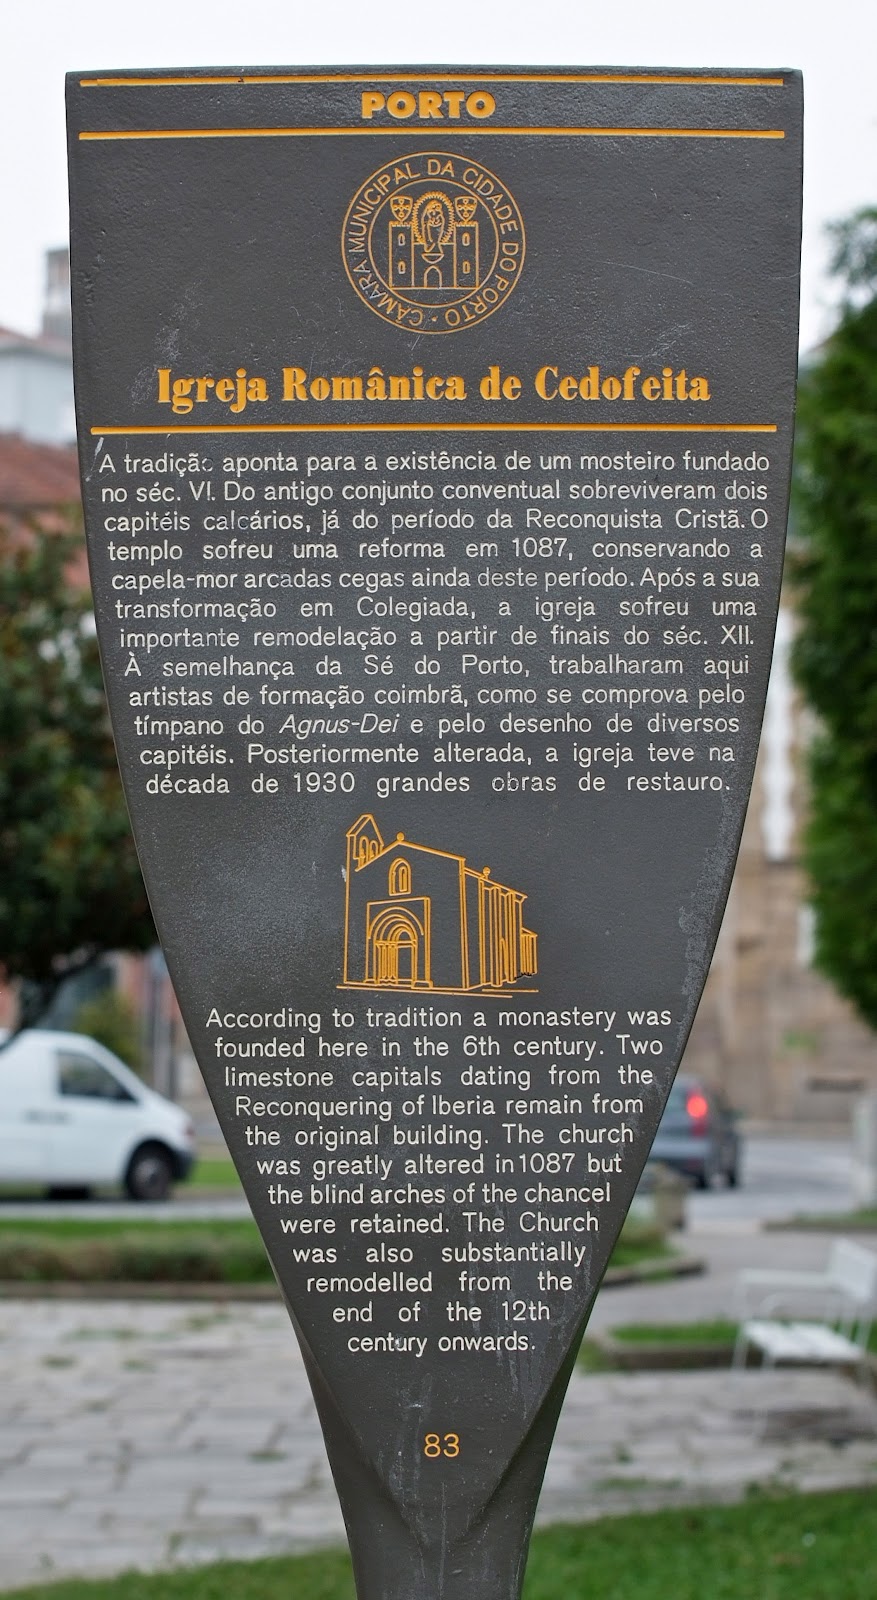 PORTO
CÂMARA MUNICIPAL DA CIDADE DO PORTO
Igreja Românica de Cedofeita
A tradição aponta para a existência de um mosteiro fundado
no séc. VI. Do antigo conjunto conventual sobreviveram dois
capitéis calcários, já do período da Reconquista Cristã. O
templo sofreu uma reforma em 1087, conservando a
capela-mor arcadas cegas ainda deste período. Após a sua
transformação em Colegiada, a igreja sofreu uma
importante remodelação a partir de finais do séc. XII.
À semelhança da Sé do Porto, trabalharam aqui
artistas de formação coimbrã, como se comprova pelo
tímpano do Agnus-Dei e pelo desenho de diversos
capitéis. Posteriormente alterada, a igreja teve na
década de 1930 grandes obras de restauro.
According to tradition a monastery was
founded here in the 6th century. Two
limestone capitals dating from the
Reconquering of Iberia remain from
the original building. The church
was greatly altered in 1087 but
the blind arches of the chancel
were retained. The Church
was also substantially
remodelled from the
end of the 12th
century onwards.
83